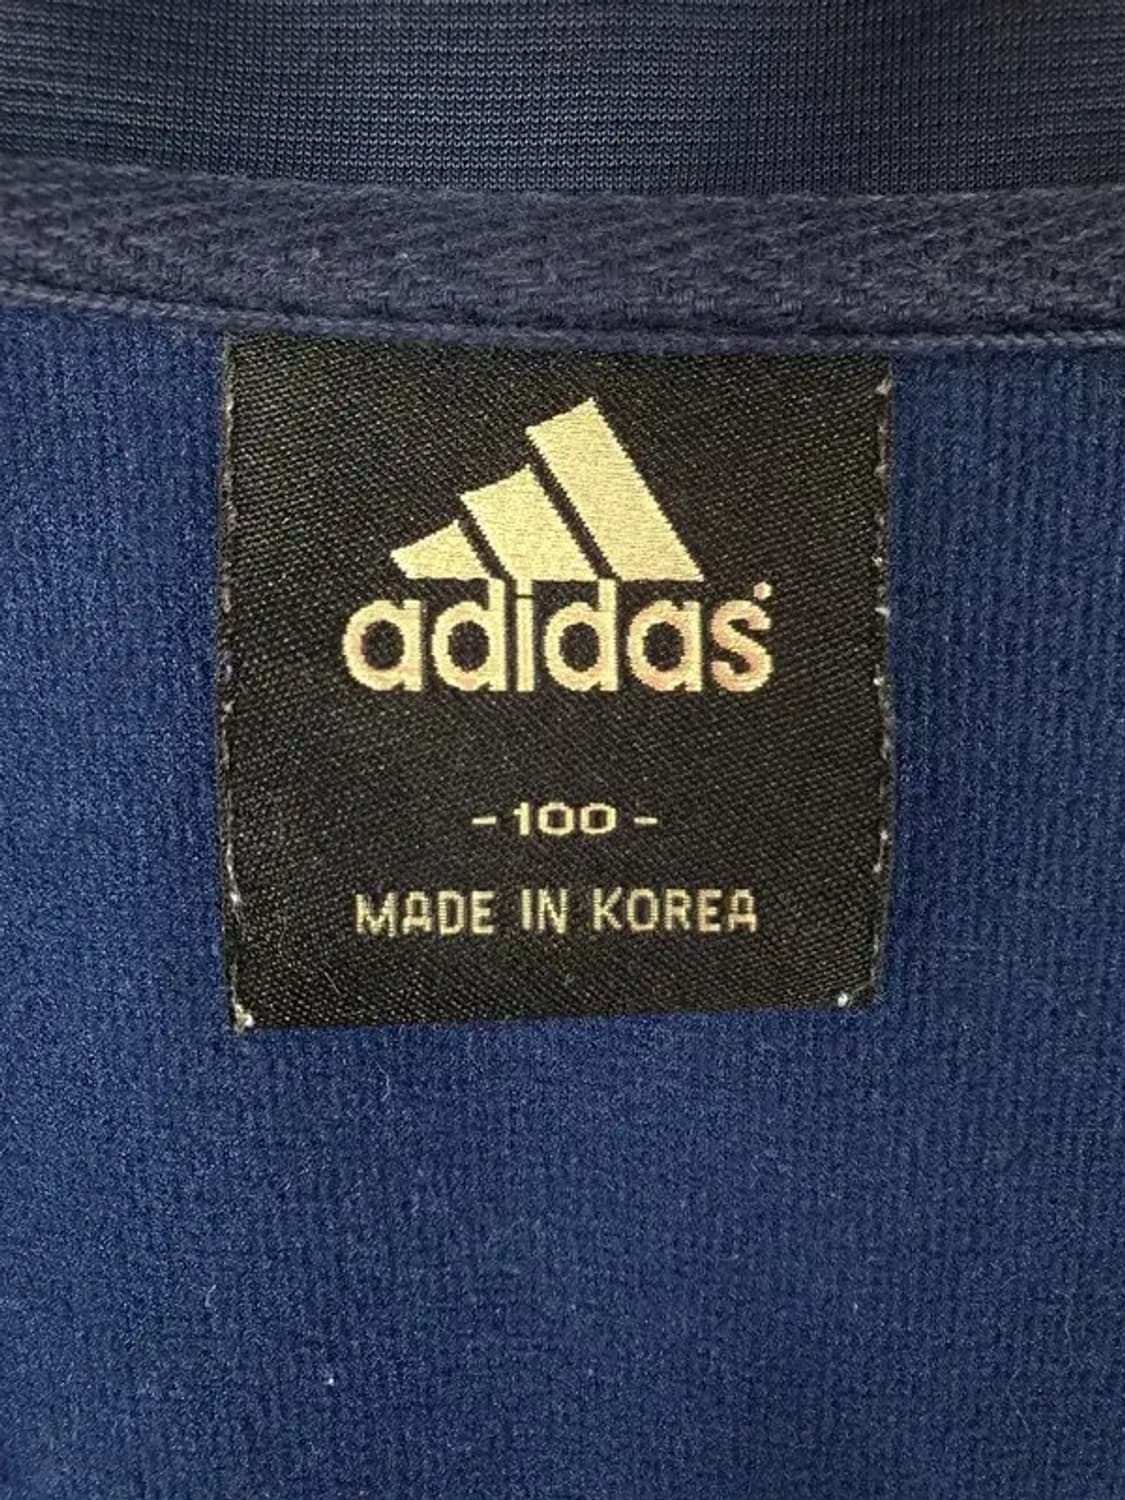 adidas
- 100 -
MADE IN KOREA